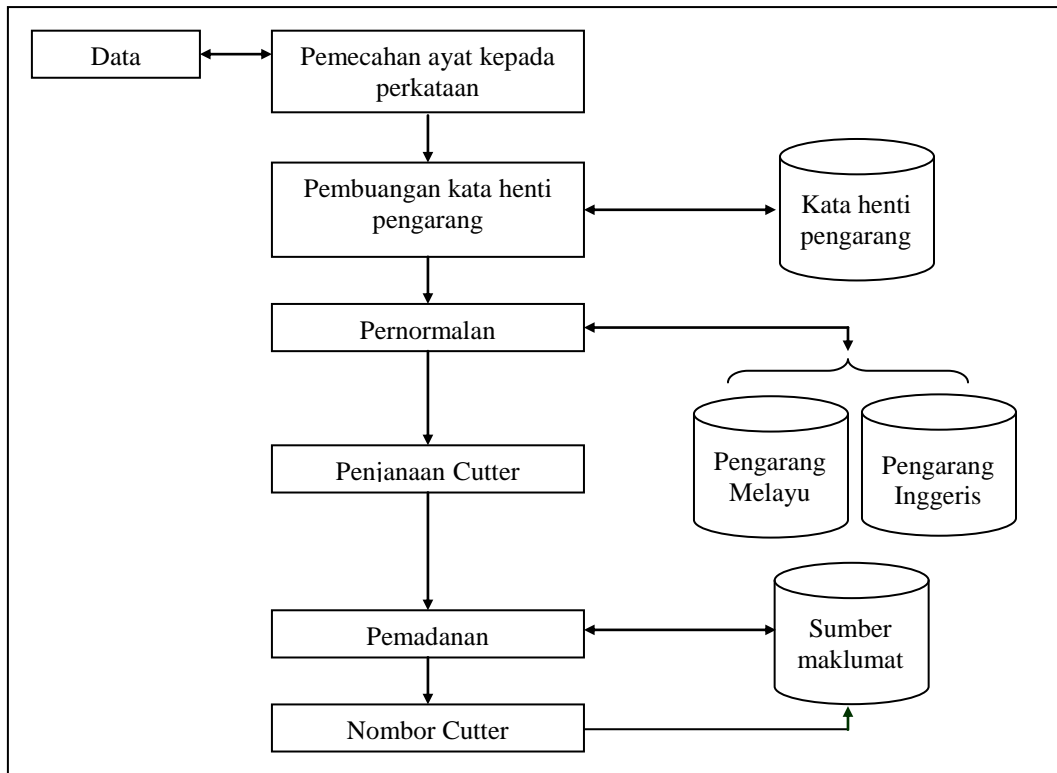 Data
Pemecahan ayat kepada
perkataan
Pembuangan kata henti
pengarang
Kata henti
pengarang
Pernormalan
Pengarang
Melayu
Pengarang
Inggeris
Penjanaan Cutter
Pemadanan
Sumber
maklumat
Nombor Cutter